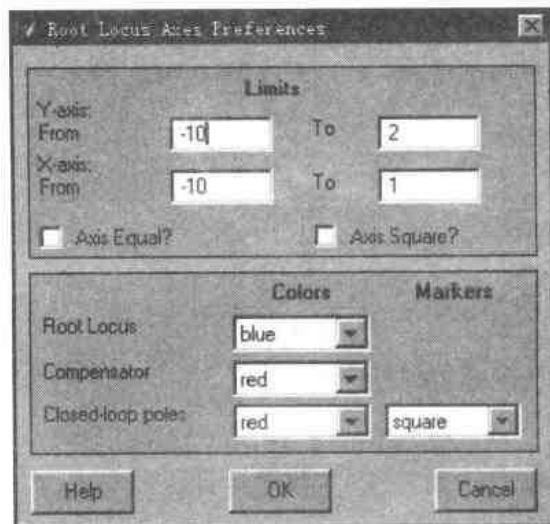 Root Locus Axes Preferences
Limits
Y-axis:
From -10 To 2
X-axis:
From -10 To 1
Axis Equal? Axis Square?
Colors Markers
Root Locus blue
Compensator red
Closed-loop poles red square
Help OK Cancel